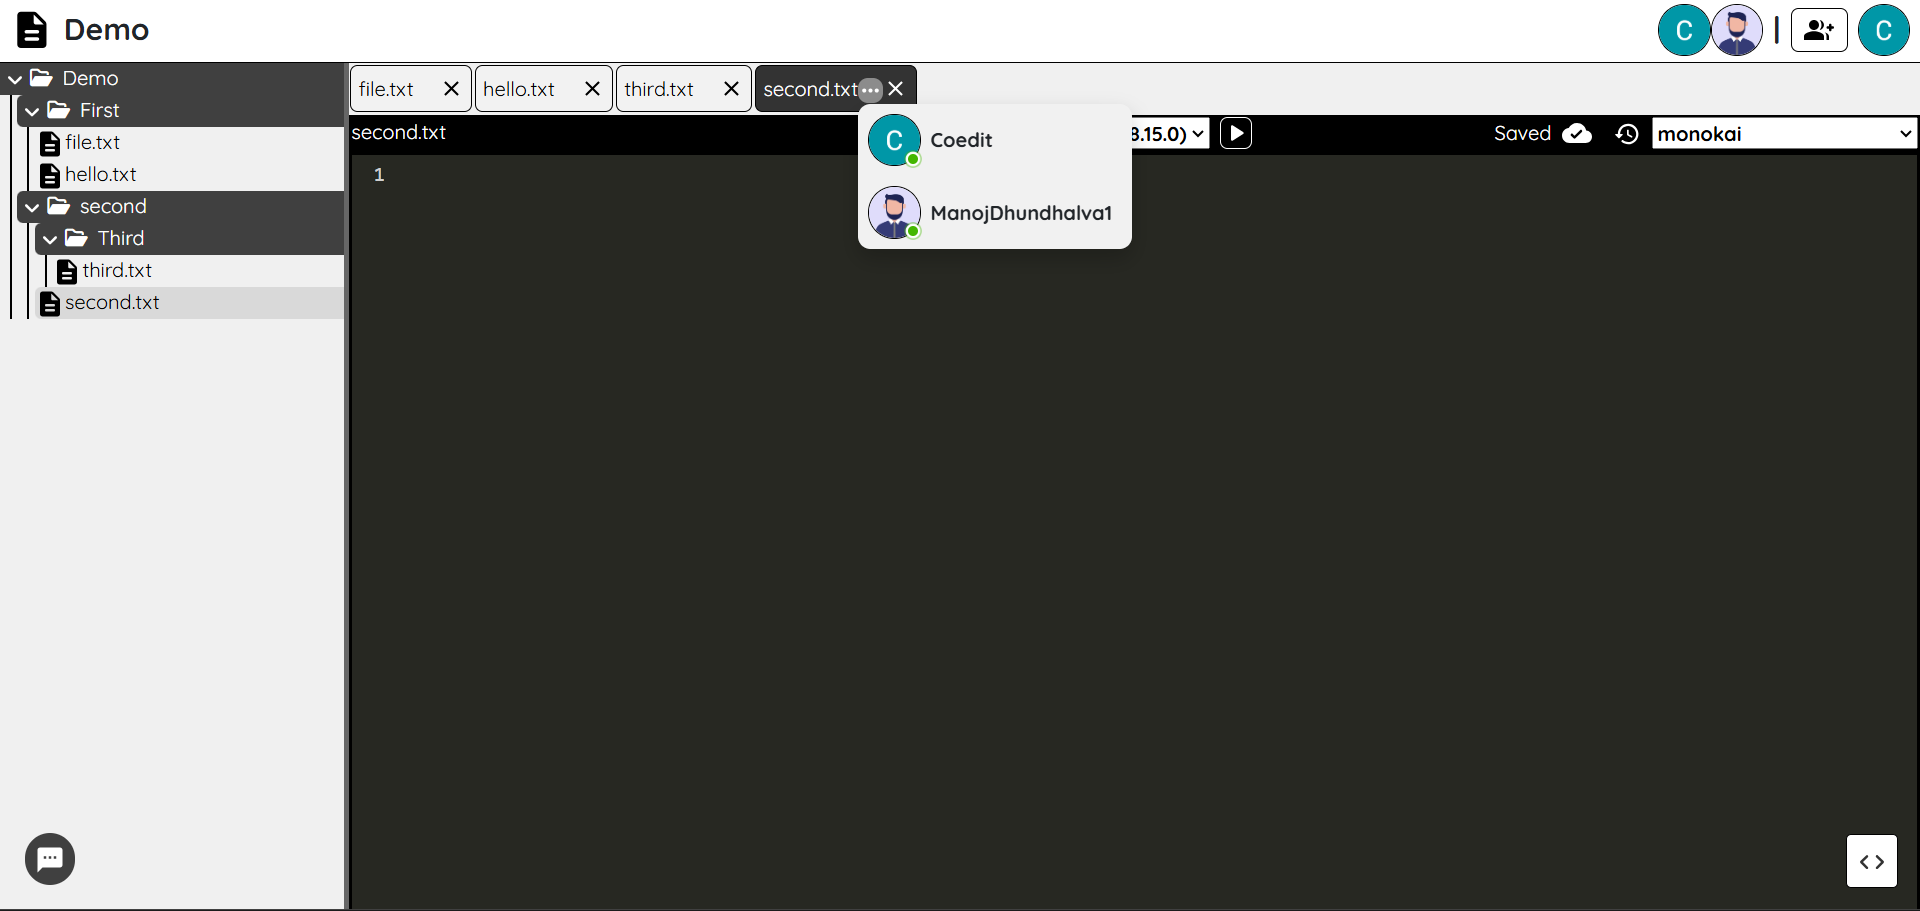 Demo
C
C
Demo
First
file.txt
hello.txt
second
Third
third.txt
second.txt
file.txt hello.txt third.txt second.txt
second.txt 8.15.0) Saved monokai
C Coedit
ManojDhundhalva1
1